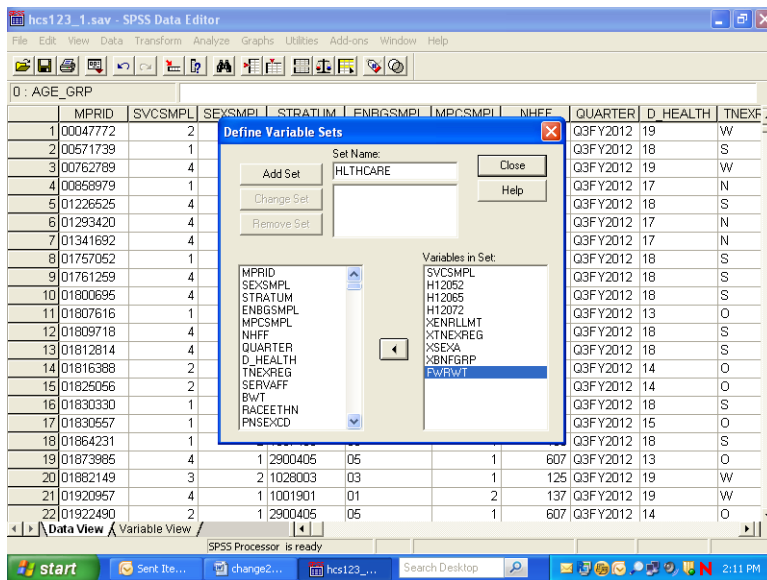 hcs123_1.sav - SPSS Data Editor
File Edit View Data Transform Analyze Graphs Utilities Add-ons Window Help
0 : AGE_GRP
MPRID SVCSMPL SEXSMPL STRATUM ENBGSMPL MPCSMPL NHFF QUARTER D_HEALTH TNEXF
Define Variable Sets
Set Name:
Add Set HLTHCARE Close
Change Set Help
Remove Set
Variables in Set:
MPRID
SEXSMPL
STRATUM
ENBGSMPL
MPCSMPL
NHFF
QUARTER
D_HEALTH
TNEXREG
SERVAFF
BWT
RACEETHN
PNSEXCD
SVCSMPL
H12052
H12065
H12072
XENRLLMT
XTNEXREG
XSEXA
XBNFGRP
FWRWT
1 00047772 2 Q3FY2012 19 W
2 00571739 1 Q3FY2012 18 S
3 00762789 4 Q3FY2012 19 W
4 00858979 1 Q3FY2012 17 N
5 01226525 4 Q3FY2012 18 S
6 01293420 4 Q3FY2012 17 N
7 01341692 4 Q3FY2012 17 N
8 01757052 1 Q3FY2012 18 S
9 01761259 4 Q3FY2012 18 S
10 01800695 4 Q3FY2012 18 S
11 01807616 1 Q3FY2012 13 O
12 01809718 4 Q3FY2012 18 S
13 01812814 4 Q3FY2012 18 S
14 01816388 2 Q3FY2012 14 O
15 01825056 2 Q3FY2012 14 O
16 01830330 1 Q3FY2012 18 S
17 01830557 1 Q3FY2012 15 O
18 01864231 1 Q3FY2012 18 S
19 01873985 4 1 2900405 05 1 607 Q3FY2012 13 O
20 01882149 3 2 1028003 03 1 125 Q3FY2012 19 W
21 01920957 4 1 1001901 01 2 137 Q3FY2012 19 W
22 01922490 2 1 2900405 05 1 607 Q3FY2012 14 O
Data View Variable View
SPSS Processor is ready
start Sent Ite... change2... hcs123_... Search Desktop 2:11 PM